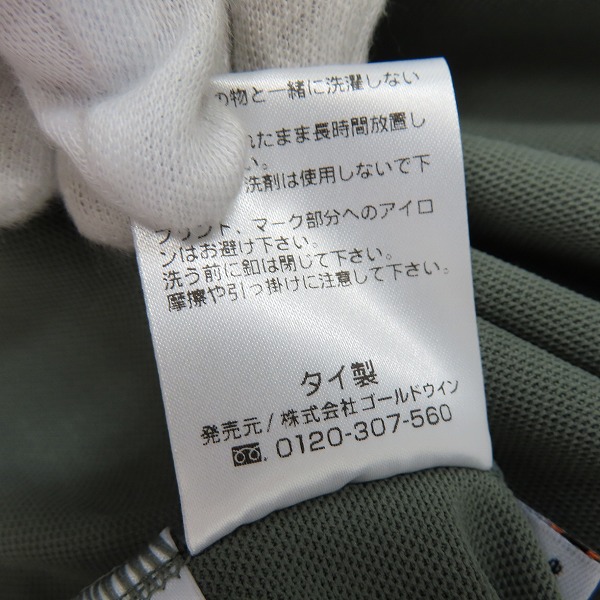 の物と一緒に洗濯しない
れたまま長時間放置し
い。
洗剤は使用しないで下
プリント、マーク部分へのアイロ
ンはお避け下さい。
洗う前に釦は閉じて下さい。
摩擦や引っ掛けに注意して下さい。
タイ製
発売元/株式会社ゴールドウイン
0120-307-560